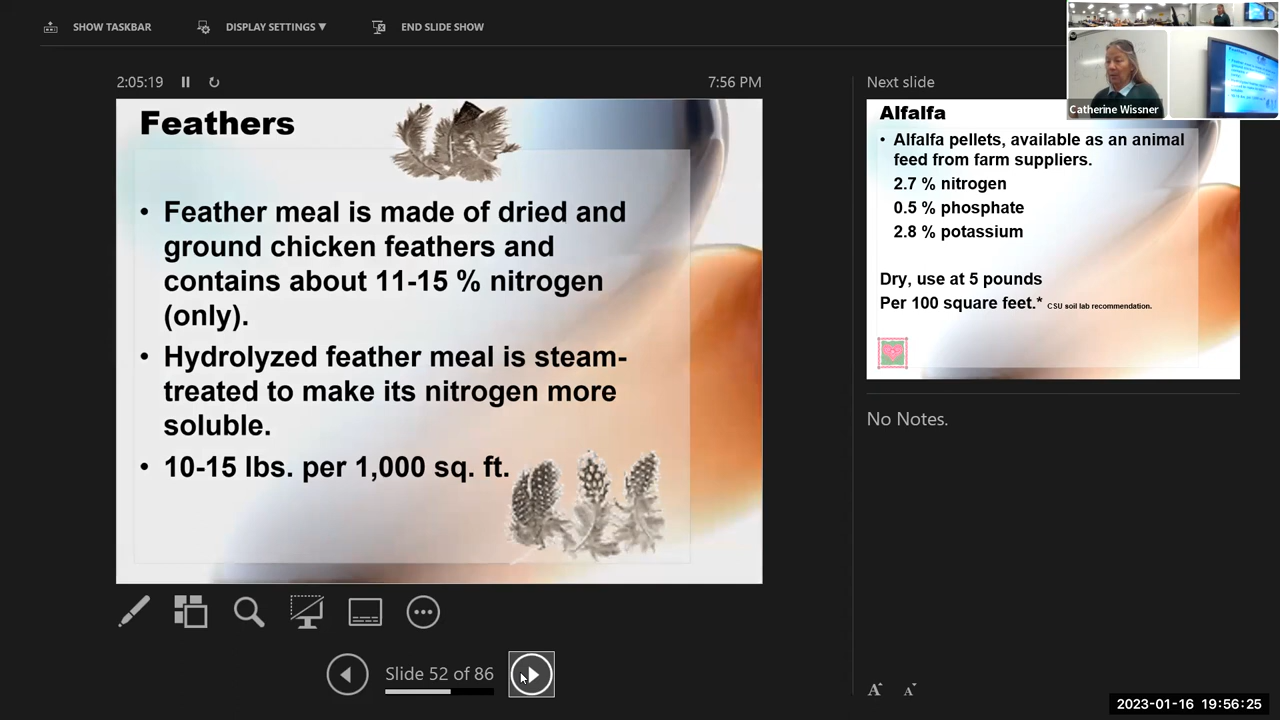 SHOW TASKBAR
DISPLAY SETTINGS ▼
END SLIDE SHOW
2:05:19
7:56 PM
Feathers
• Feather meal is made of dried and
ground chicken feathers and
contains about 11-15 % nitrogen
(only).
• Hydrolyzed feather meal is steam-
treated to make its nitrogen more
soluble.
• 10-15 lbs. per 1,000 sq. ft.
Slide 52 of 86
Next slide
Catherine Wissner
Alfalfa
• Alfalfa pellets, available as an animal
feed from farm suppliers.
2.7 % nitrogen
0.5 % phosphate
2.8 % potassium
Dry, use at 5 pounds
Per 100 square feet.* CSU soil lab recommendation.
No Notes.
A A
2023-01-16 19:56:25